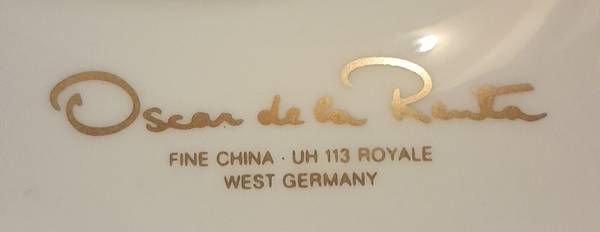 Oscar de la Renta
FINE CHINA · UH 113 ROYALE
WEST GERMANY